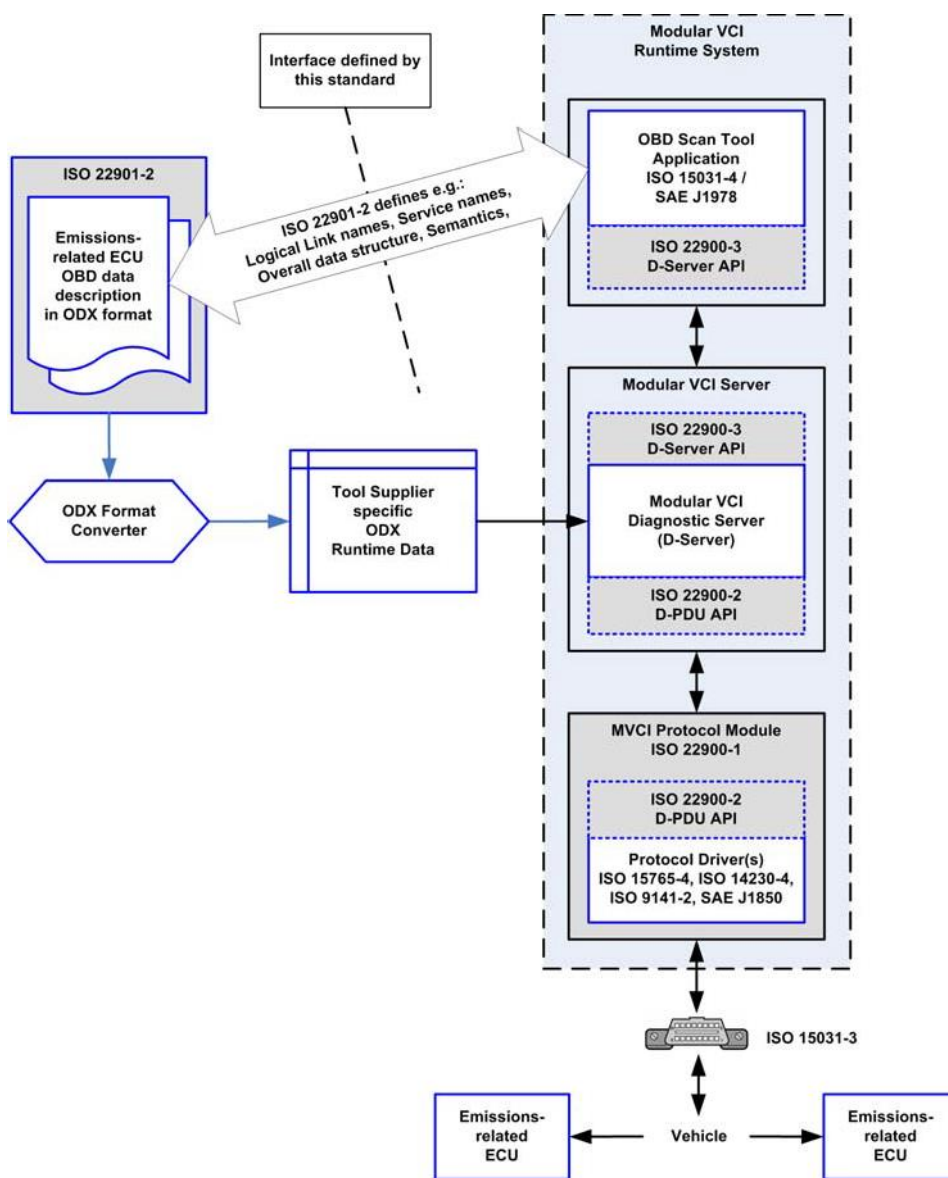 Modular VCI
Runtime System
Interface defined by
this standard
OBD Scan Tool
Application
ISO 15031-4 /
SAE J1978
ISO 22900-3
D-Server API
ISO 22901-2
Emissions-
related ECU
OBD data
description
in ODX format
ISO 22901-2 defines e.g.:
Logical Link names, Service names,
Overall data structure, Semantics,
Modular VCI Server
ISO 22900-3
D-Server API
Modular VCI
Diagnostic Server
(D-Server)
ISO 22900-2
D-PDU API
ODX Format
Converter
Tool Supplier
specific
ODX
Runtime Data
MVCI Protocol Module
ISO 22900-1
ISO 22900-2
D-PDU API
Protocol Driver(s)
ISO 15765-4, ISO 14230-4,
ISO 9141-2, SAE J1850
ISO 15031-3
Emissions-
related
ECU
Vehicle
Emissions-
related
ECU